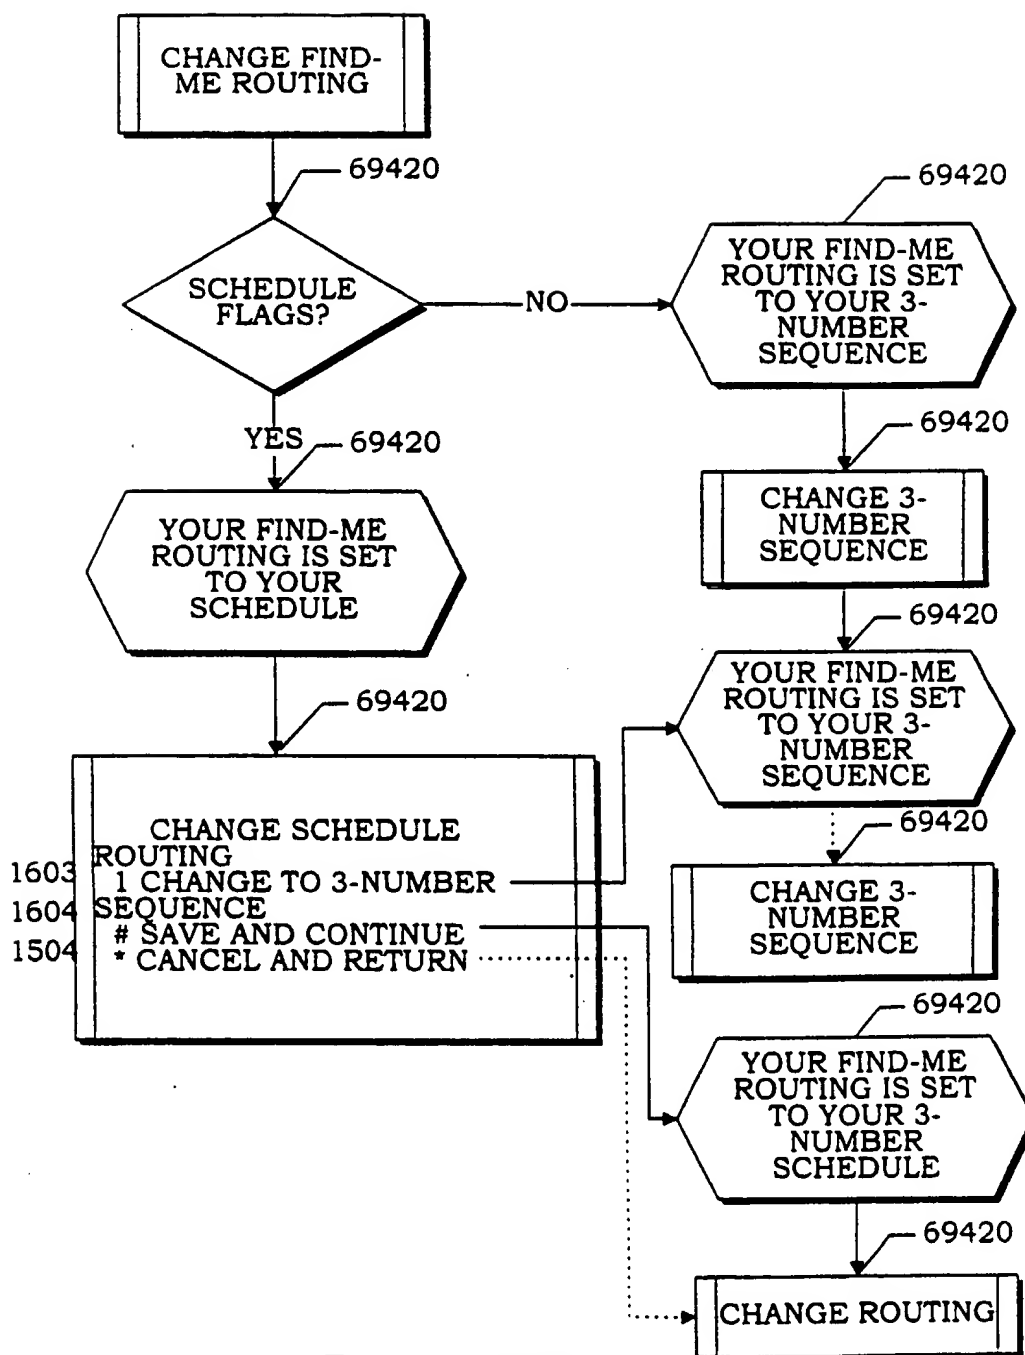 CHANGE FIND-
ME ROUTING
69420
SCHEDULE
FLAGS?
NO
69420
YOUR FIND-ME
ROUTING IS SET
TO YOUR 3-
NUMBER
SEQUENCE
YES
69420
YOUR FIND-ME
ROUTING IS SET
TO YOUR
SCHEDULE
69420
CHANGE 3-
NUMBER
SEQUENCE
69420
YOUR FIND-ME
ROUTING IS SET
TO YOUR 3-
NUMBER
SEQUENCE
69420
CHANGE SCHEDULE
ROUTING
1603 1 CHANGE TO 3-NUMBER
1604 SEQUENCE
# SAVE AND CONTINUE
1504 * CANCEL AND RETURN
69420
CHANGE 3-
NUMBER
SEQUENCE
69420
YOUR FIND-ME
ROUTING IS SET
TO YOUR 3-
NUMBER
SCHEDULE
69420
CHANGE ROUTING